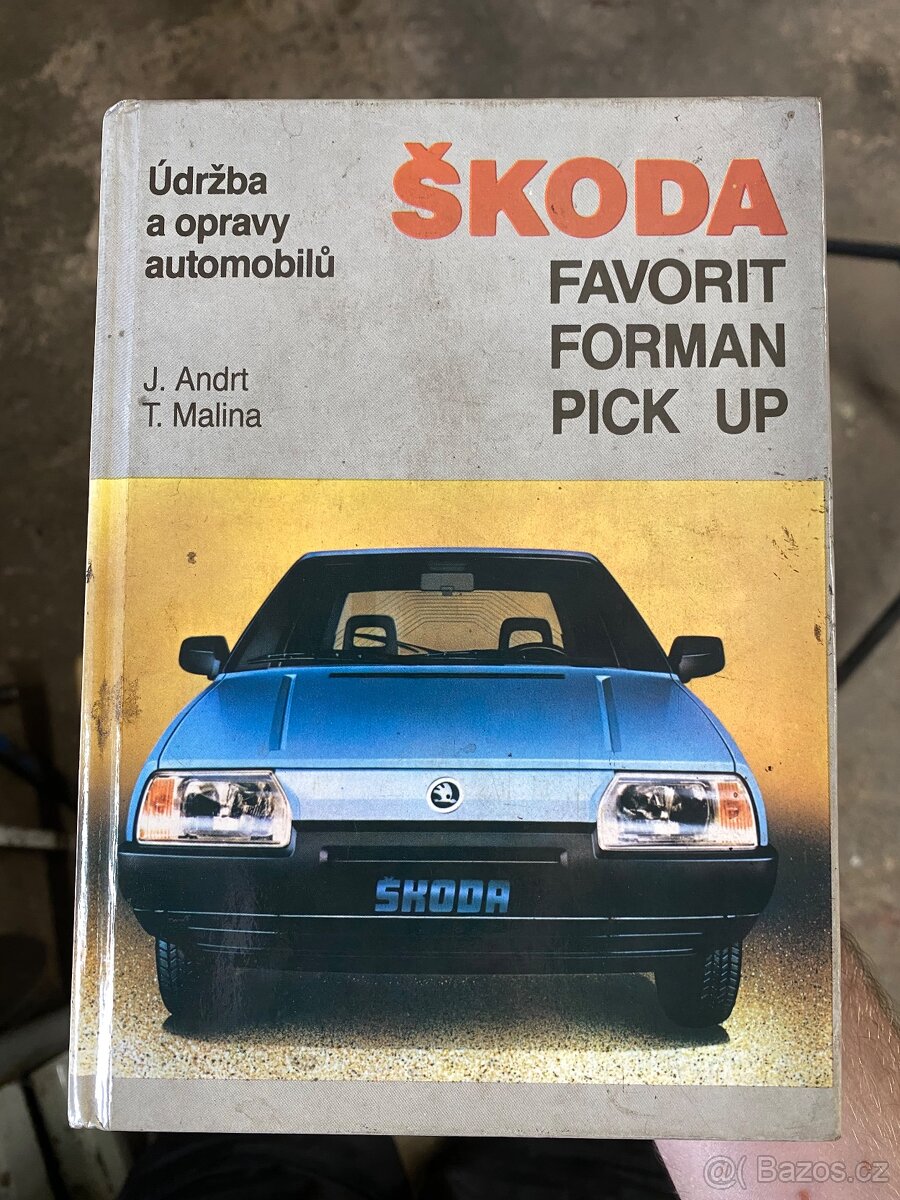 Údržba
a opravy
automobilů
J. Andrt
T. Malina
ŠKODA
FAVORIT
FORMAN
PICK UP
ŠKODA
@( Bazos.cz